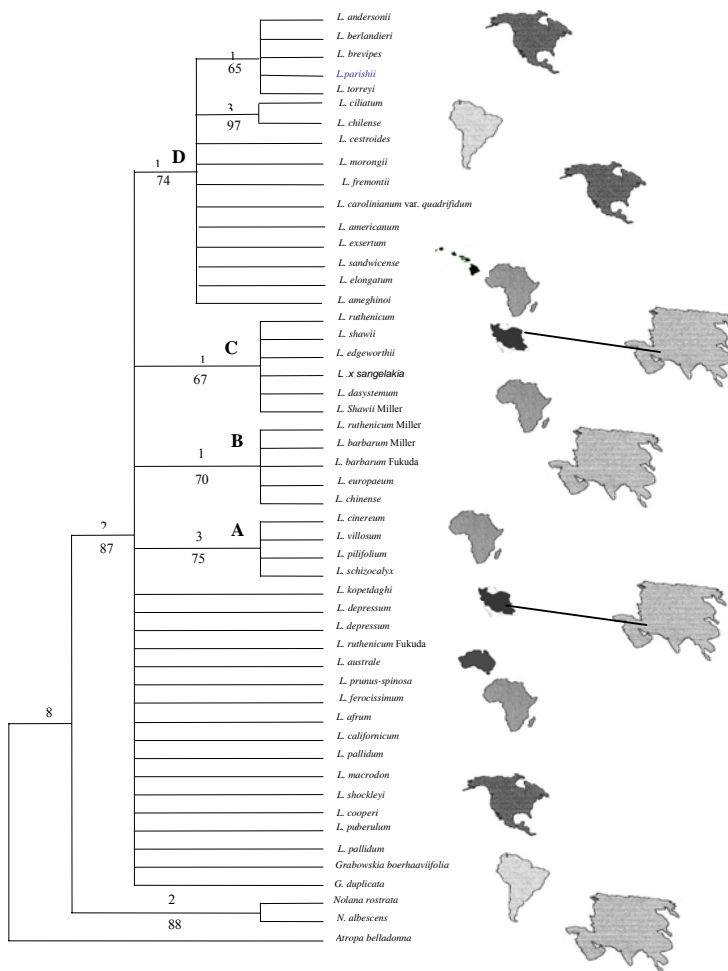 L. andersonii
L. berlandieri
1
L. brevipes
65
L.parishii
L. torreyi
3
L. ciliatum
97
L. chilense
L. cestroides
1
D
L. morongii
74
L. fremontii
L. carolinianum var. quadrifidum
L. americanum
L. exsertum
L. sandwicense
L. elongatum
L. ameghinoi
L. ruthenicum
L. shawii
1
C
L. edgeworthii
67
L .x sangelakia
L. dasystemum
L. Shawii Miller
L. ruthenicum Miller
1
B
L. barbarum Miller
L. barbarum Fukuda
70
L. europaeum
L. chinense
2
L. cinereum
3
A
L. villosum
87
75
L. pilifolium
L. schizocalyx
L. kopetdaghi
L. depressum
L. depressum
L. ruthenicum Fukuda
L. australe
L. prunus-spinosa
L. ferocissimum
8
L. afrum
L. californicum
L. pallidum
L. macrodon
L. shockleyi
L. cooperi
L. puberulum
L. pallidum
Grabowskia boerhaaviifolia
G. duplicata
2
Nolana rostrata
88
N. albescens
Atropa belladonna